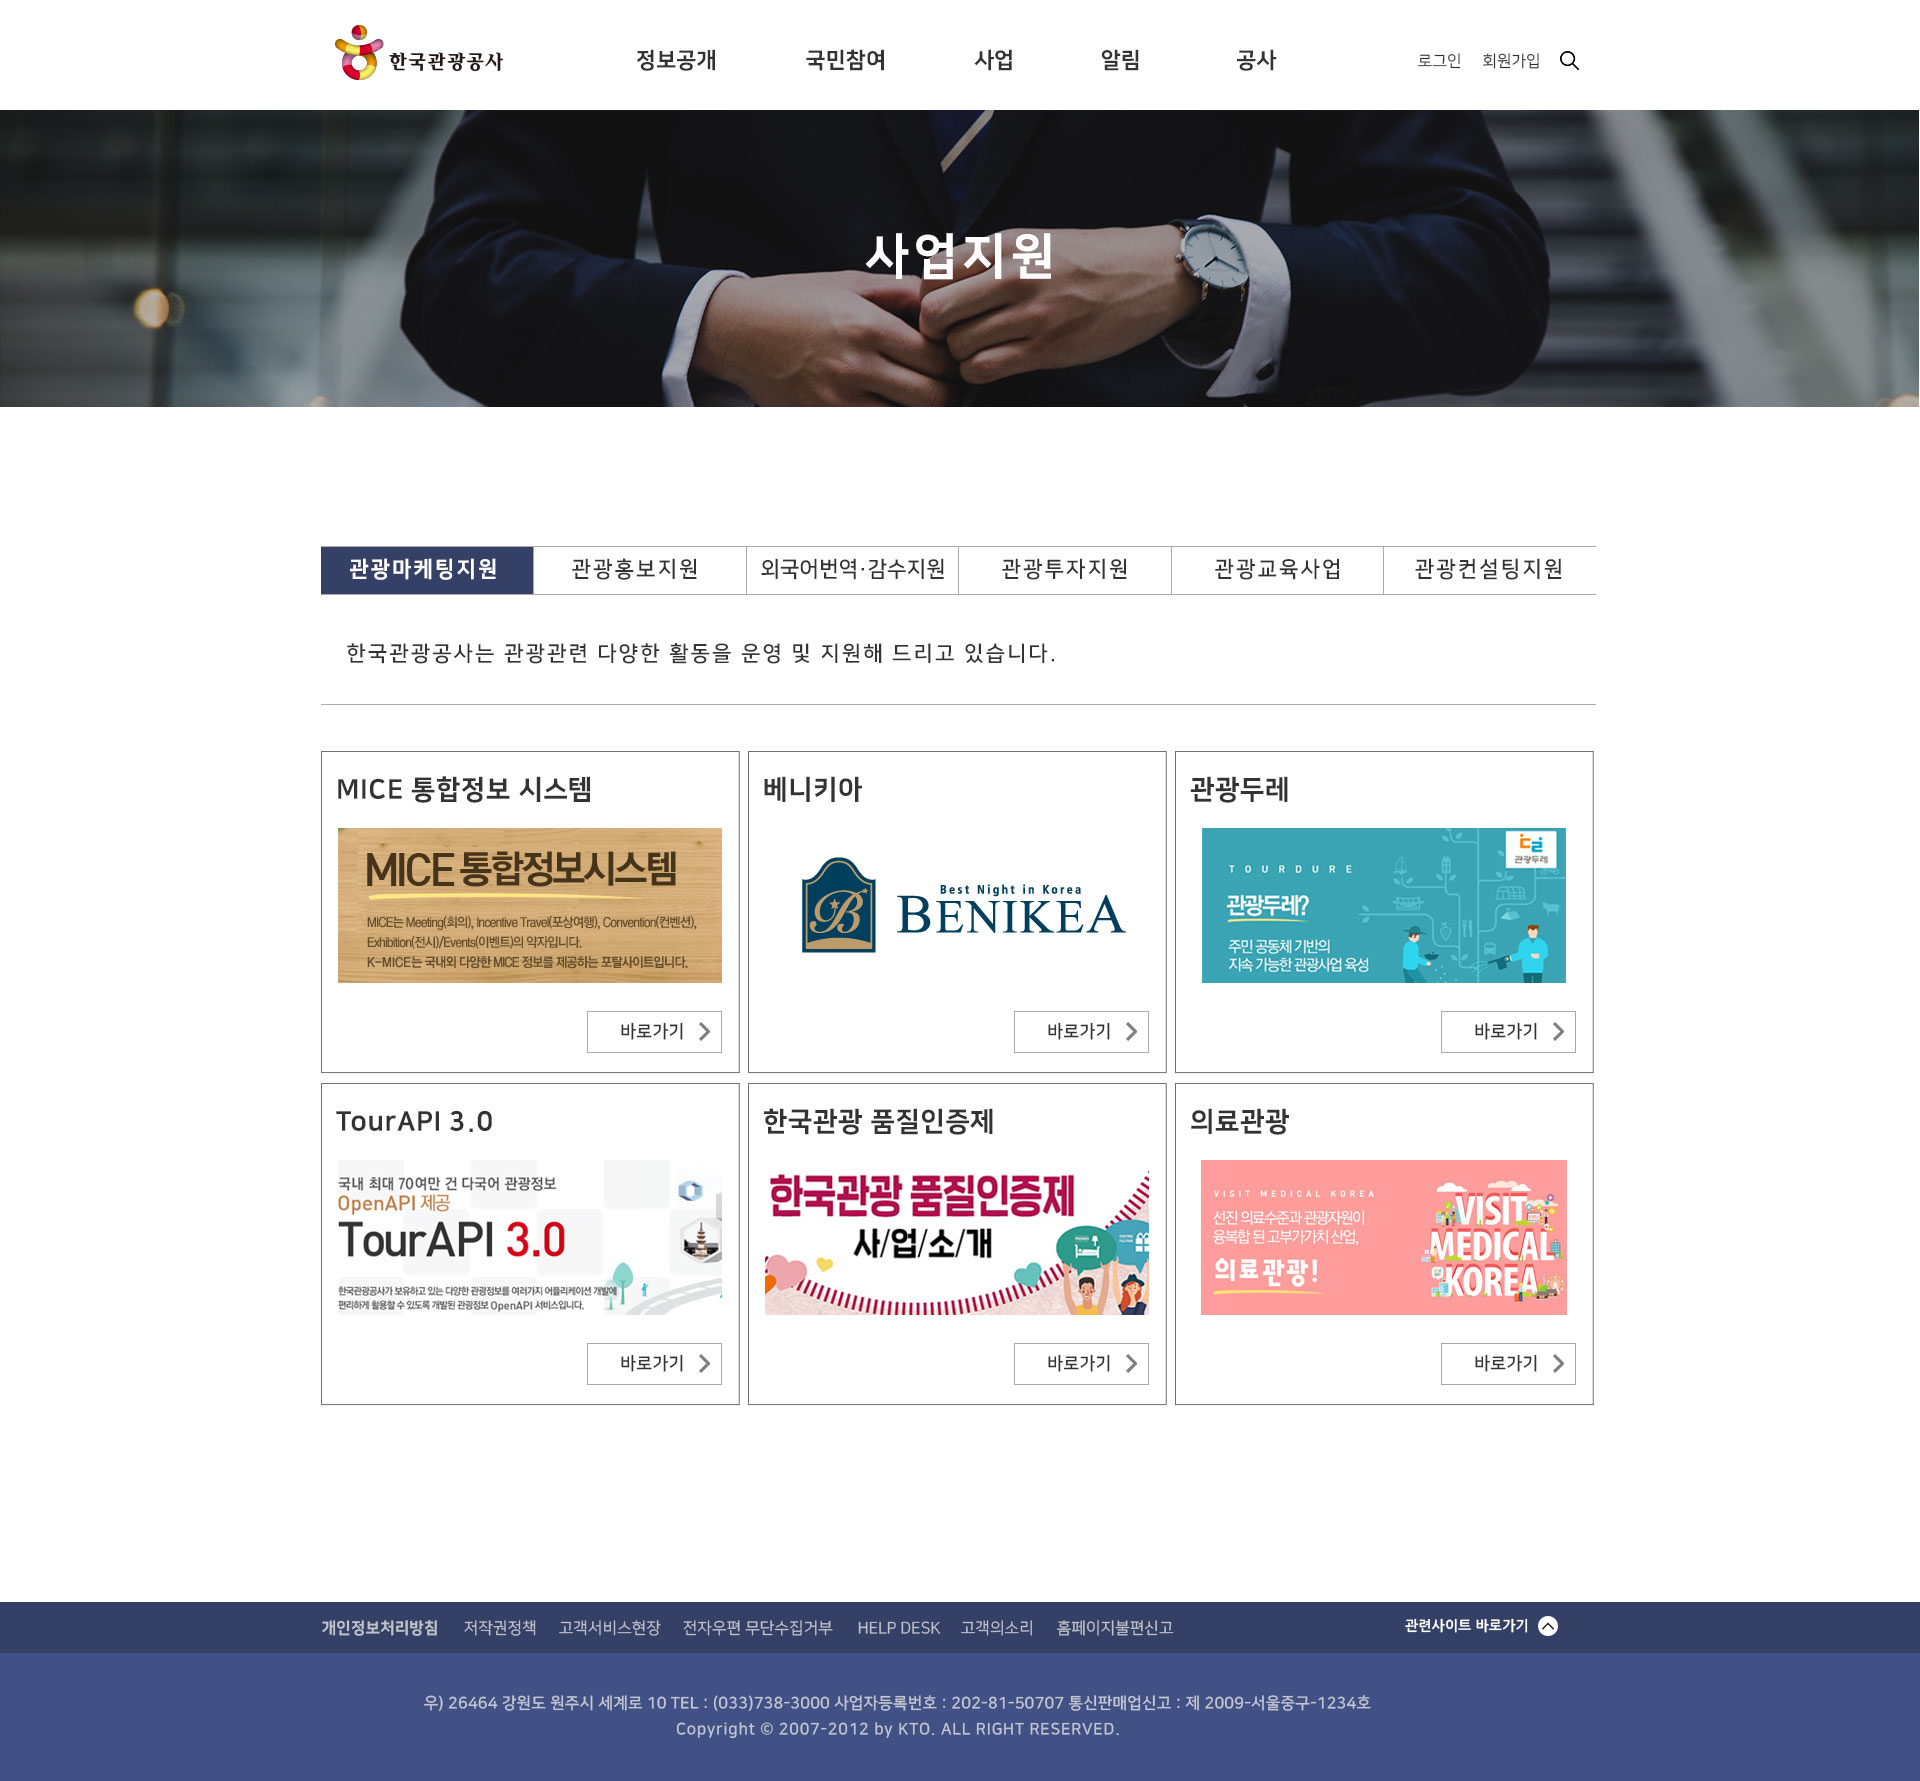 한국관광공사
정보공개 국민참여 사업 알림 공사
로그인 회원가입
사업지원
관광마케팅지원 관광홍보지원 외국어번역·감수지원 관광투자지원 관광교육사업 관광컨설팅지원
한국관광공사는 관광관련 다양한 활동을 운영 및 지원해 드리고 있습니다.
MICE 통합정보 시스템
MICE 통합정보시스템
MICE는 Meeting(회의), Incentive Travel(포상여행), Convention(컨벤션),
Exhibition(전시)/Events(이벤트)의 약자입니다.
K-MICE는 국내외 다양한 MICE 정보를 제공하는 포탈사이트입니다.
바로가기
베니키아
B
Best Night in Korea
BENIKEA
바로가기
관광두레
관광두레
TOURDURE
관광두레?
주민 공동체 기반의
지속 가능한 관광사업 육성
바로가기
TourAPI 3.0
국내 최대 70여만 건 다국어 관광정보
OpenAPI 제공
TourAPI 3.0
한국관광공사가 보유하고 있는 다양한 관광정보를 여러가지 어플리케이션 개발에
편리하게 활용할 수 있도록 개발된 관광정보 OpenAPI 서비스입니다.
바로가기
한국관광 품질인증제
한국관광 품질인증제
사/업/소/개
바로가기
의료관광
VISIT MEDICAL KOREA
선진 의료수준과 관광자원이
융복합 된 고부가가치 산업,
의료관광!
VISIT
MEDICAL
KOREA
바로가기
개인정보처리방침 저작권정책 고객서비스현장 전자우편 무단수집거부 HELP DESK 고객의소리 홈페이지불편신고
관련사이트 바로가기
우) 26464 강원도 원주시 세계로 10 TEL : (033)738-3000 사업자등록번호 : 202-81-50707 통신판매업신고 : 제 2009-서울중구-1234호
Copyright © 2007-2012 by KTO. ALL RIGHT RESERVED.